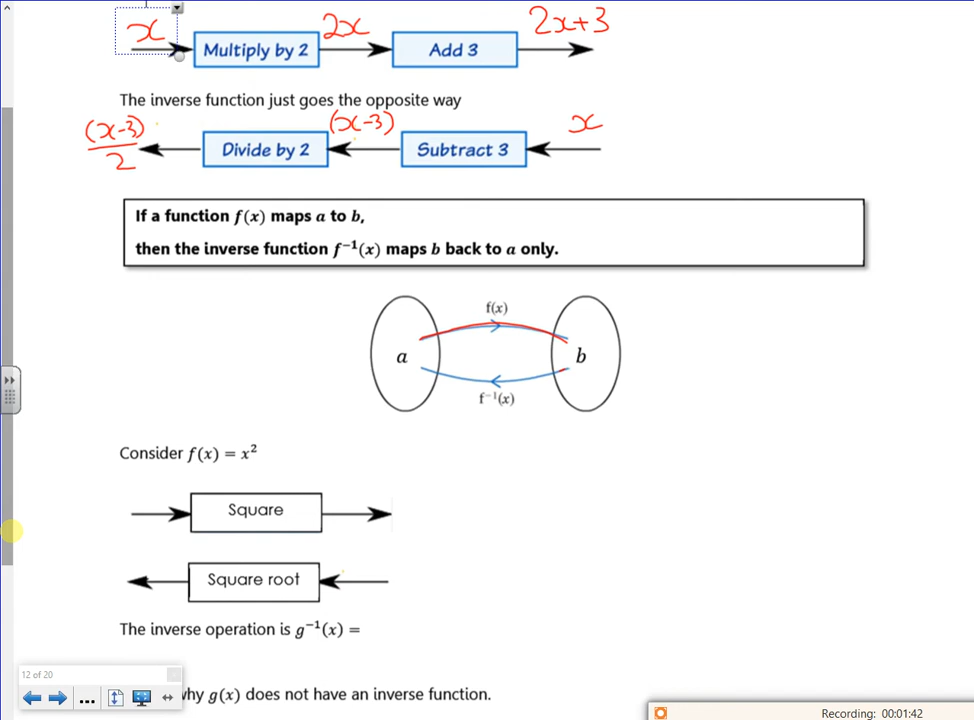 x Multiply by 2 2x Add 3 2x+3
The inverse function just goes the opposite way
(x-3)/2 Divide by 2 (x-3) Subtract 3 x
If a function f(x) maps a to b,
then the inverse function f⁻¹(x) maps b back to a only.
f(x)
a b
f⁻¹(x)
Consider f(x) = x²
Square
Square root
The inverse operation is g⁻¹(x) =
12 of 20
does not have an inverse function.
why g(x)
Recording: 00:01:42